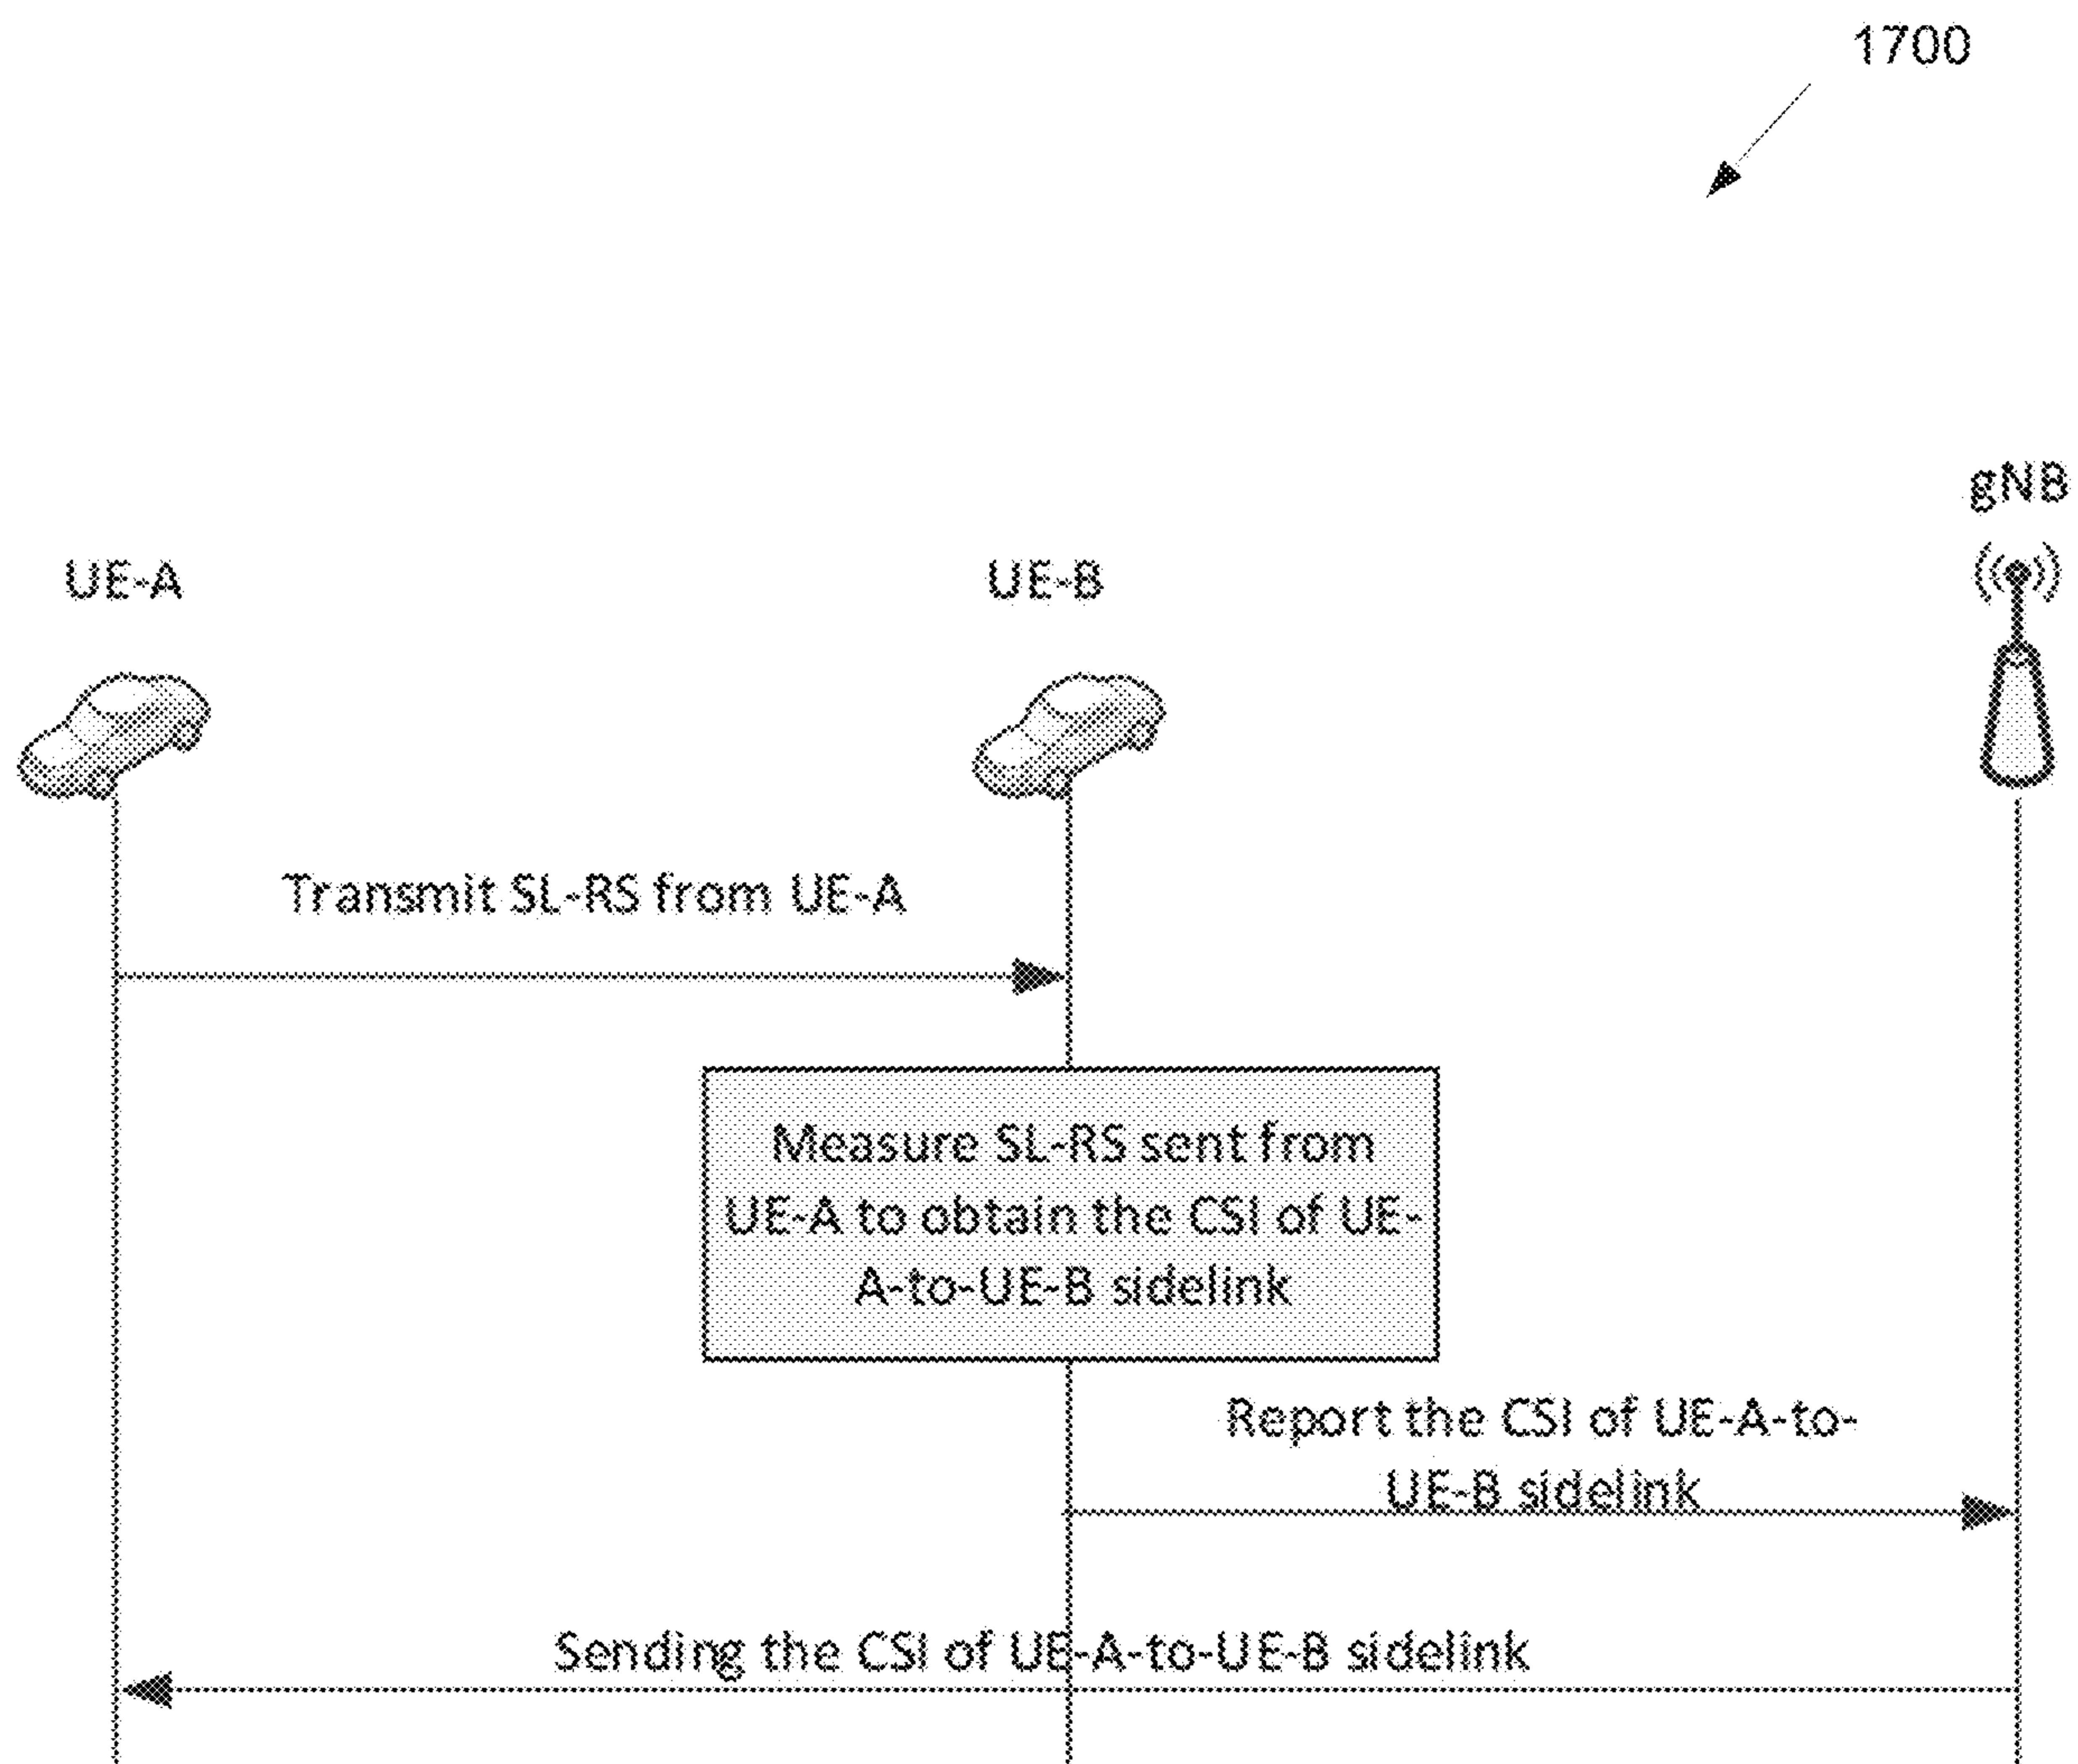 1700
gNB
UE-A
UE-B
Transmit SL-RS from UE-A
Measure SL-RS sent from
UE-A to obtain the CSI of UE-
A-to-UE-B sidelink
Report the CSI of UE-A-to-
UE-B sidelink
Sending the CSI of UE-A-to-UE-B sidelink